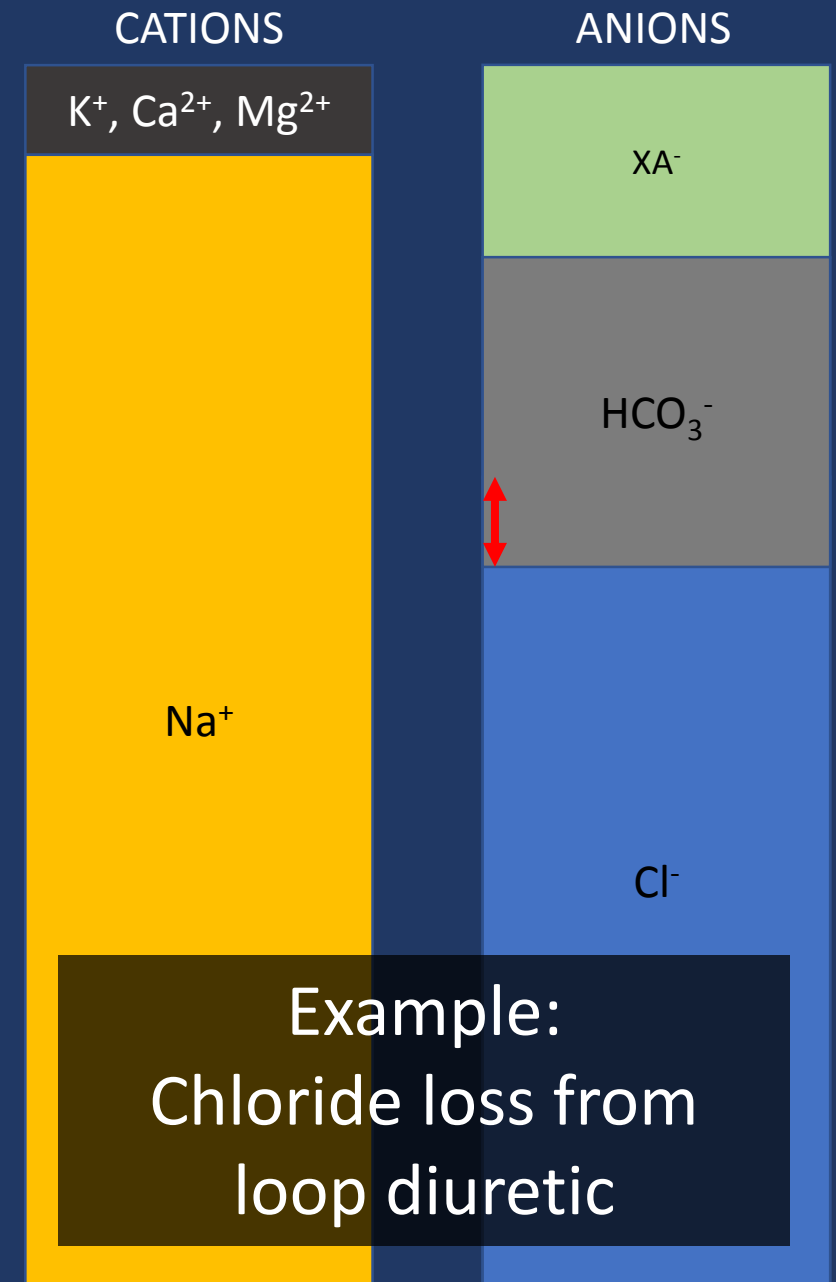 CATIONS
ANIONS
K⁺, Ca²⁺, Mg²⁺
XA⁻
HCO₃⁻
Na⁺
Cl⁻
Example:
Chloride loss from
loop diuretic